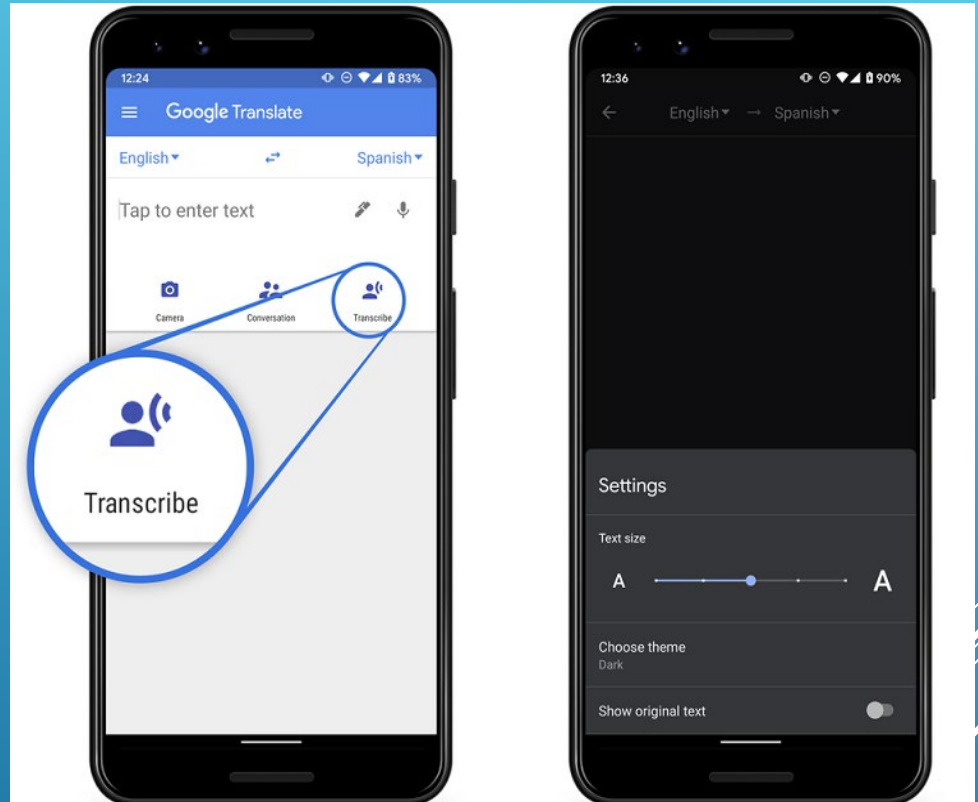 12:24
83%
Google Translate
English
Spanish
Tap to enter text
Camera
Conversation
Transcribe
Transcribe
12:36
90%
English → Spanish
Settings
Text size
A A
Choose theme
Dark
Show original text